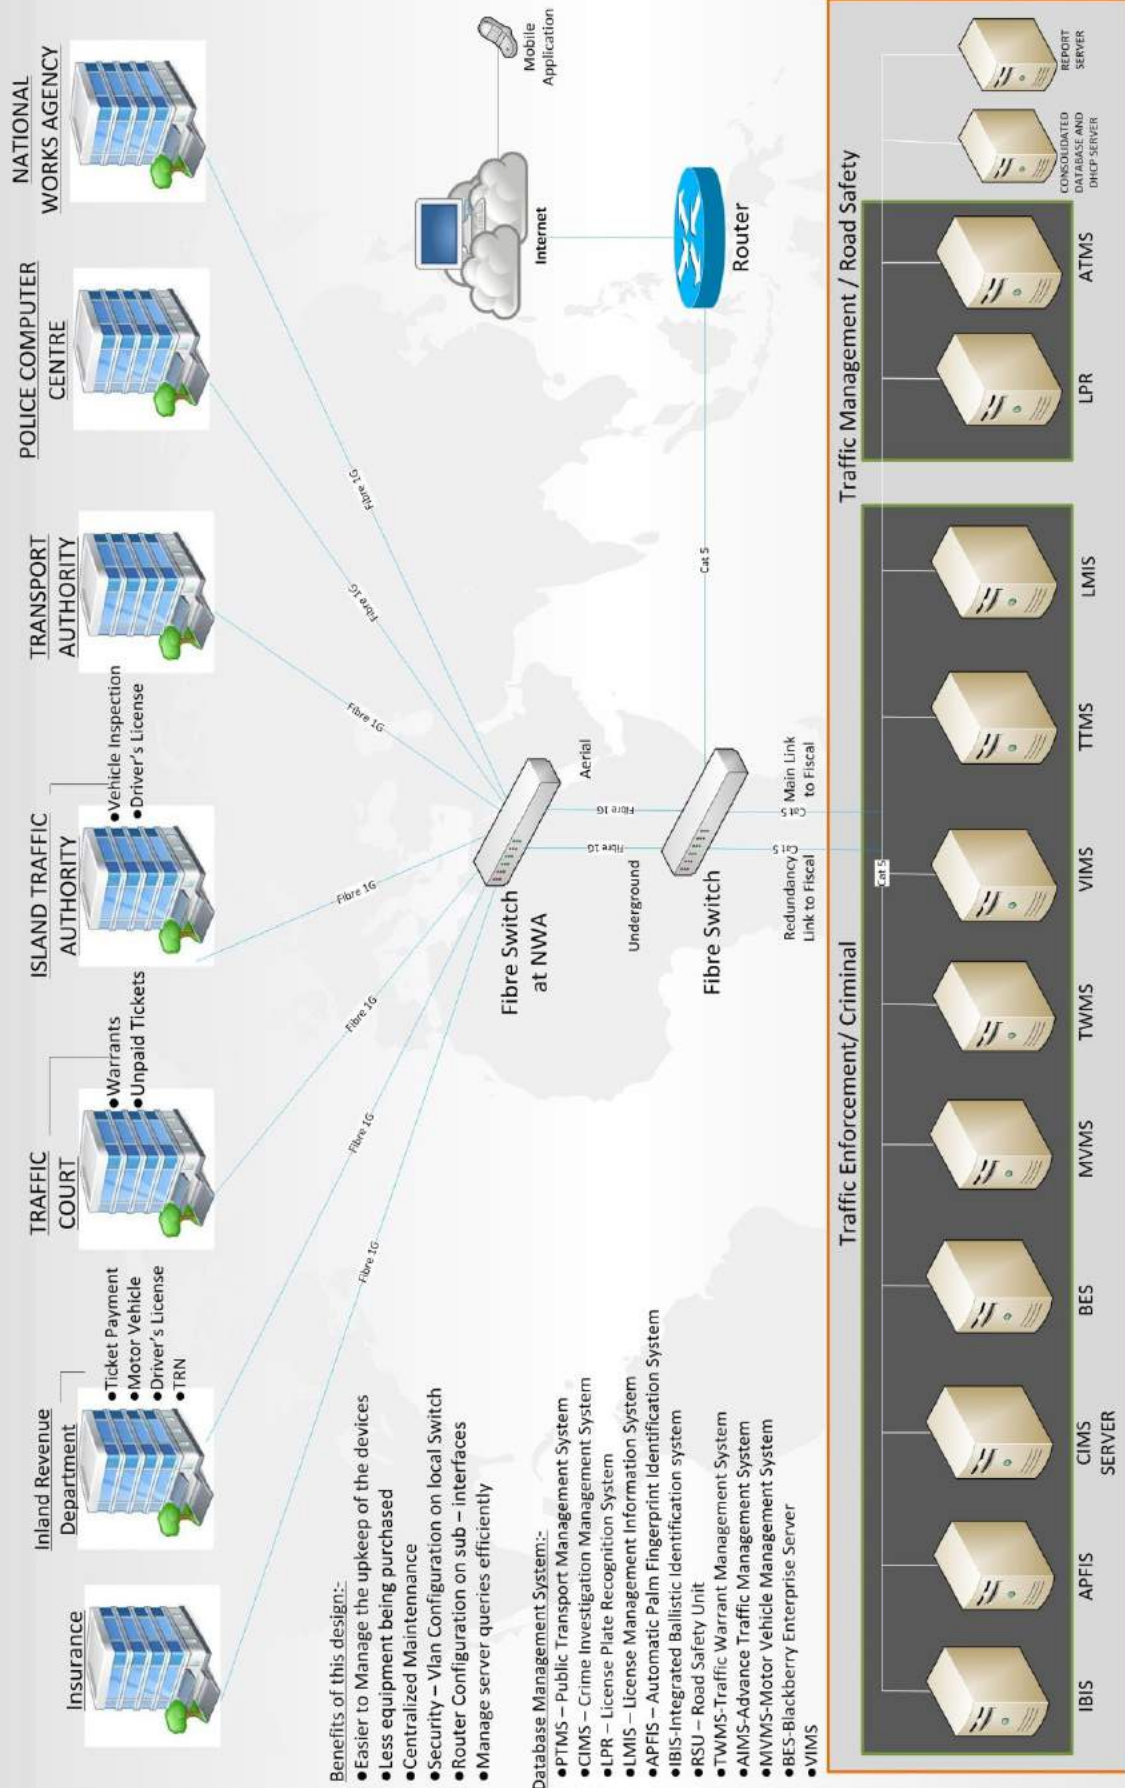 Insurance
Inland Revenue
Department
●Ticket Payment
●Motor Vehicle
●Driver's License
●TRN
TRAFFIC
COURT
●Warrants
●Unpaid Tickets
ISLAND TRAFFIC
AUTHORITY
●Vehicle Inspection
●Driver's License
TRANSPORT
AUTHORITY
POLICE COMPUTER
CENTRE
NATIONAL
WORKS AGENCY
Fibre 1G
Fibre 1G
Fibre 1G
Fibre 1G
Fibre 1G
Fibre 1G
Fibre 1G
Mobile
Application
Internet
Router
Cat 5
Fibre Switch
at NWA
Aerial
Underground
Fibre 1G
Fibre 1G
Fibre Switch
Redundancy
Link to Fiscal
Cat 5
Cat 5
Main Link
to Fiscal
Benefits of this design:-
●Easier to Manage the upkeep of the devices
●Less equipment being purchased
●Centralized Maintennance
●Security – Vlan Configuration on local Switch
●Router Configuration on sub – interfaces
●Manage server queries efficiently
Database Management System:-
●PTMS – Public Transport Management System
●CIMS – Crime Investigation Management System
●LPR – License Plate Recognition System
●LMIS – License Management Information System
●APFIS – Automatic Palm Fingerprint Identification System
●IBIS-Integrated Ballistic Identification system
●RSU – Road Safety Unit
●TWMS-Traffic Warrant Management System
●AIMS-Advance Traffic Management System
●MVMS-Motor Vehicle Management System
●BES-Blackberry Enterprise Server
●VIMS
Traffic Enforcement/ Criminal
Traffic Management / Road Safety
Cat 5
IBIS
APFIS
CIMS
SERVER
BES
MVMS
TWMS
VIMS
TTMS
LMIS
LPR
ATMS
CONSOLIDATED
DATABASE AND
DHCP SERVER
REPORT
SERVER